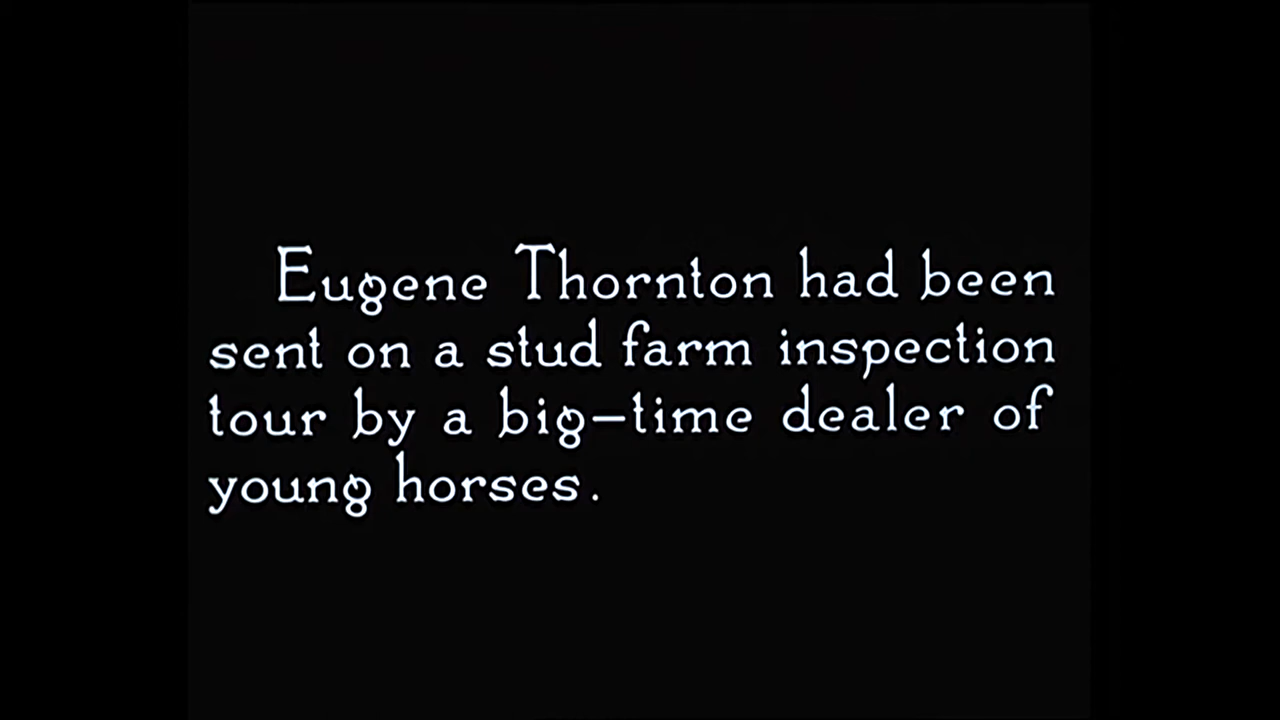 Eugene Thornton had been
sent on a stud farm inspection
tour by a big-time dealer of
young horses.